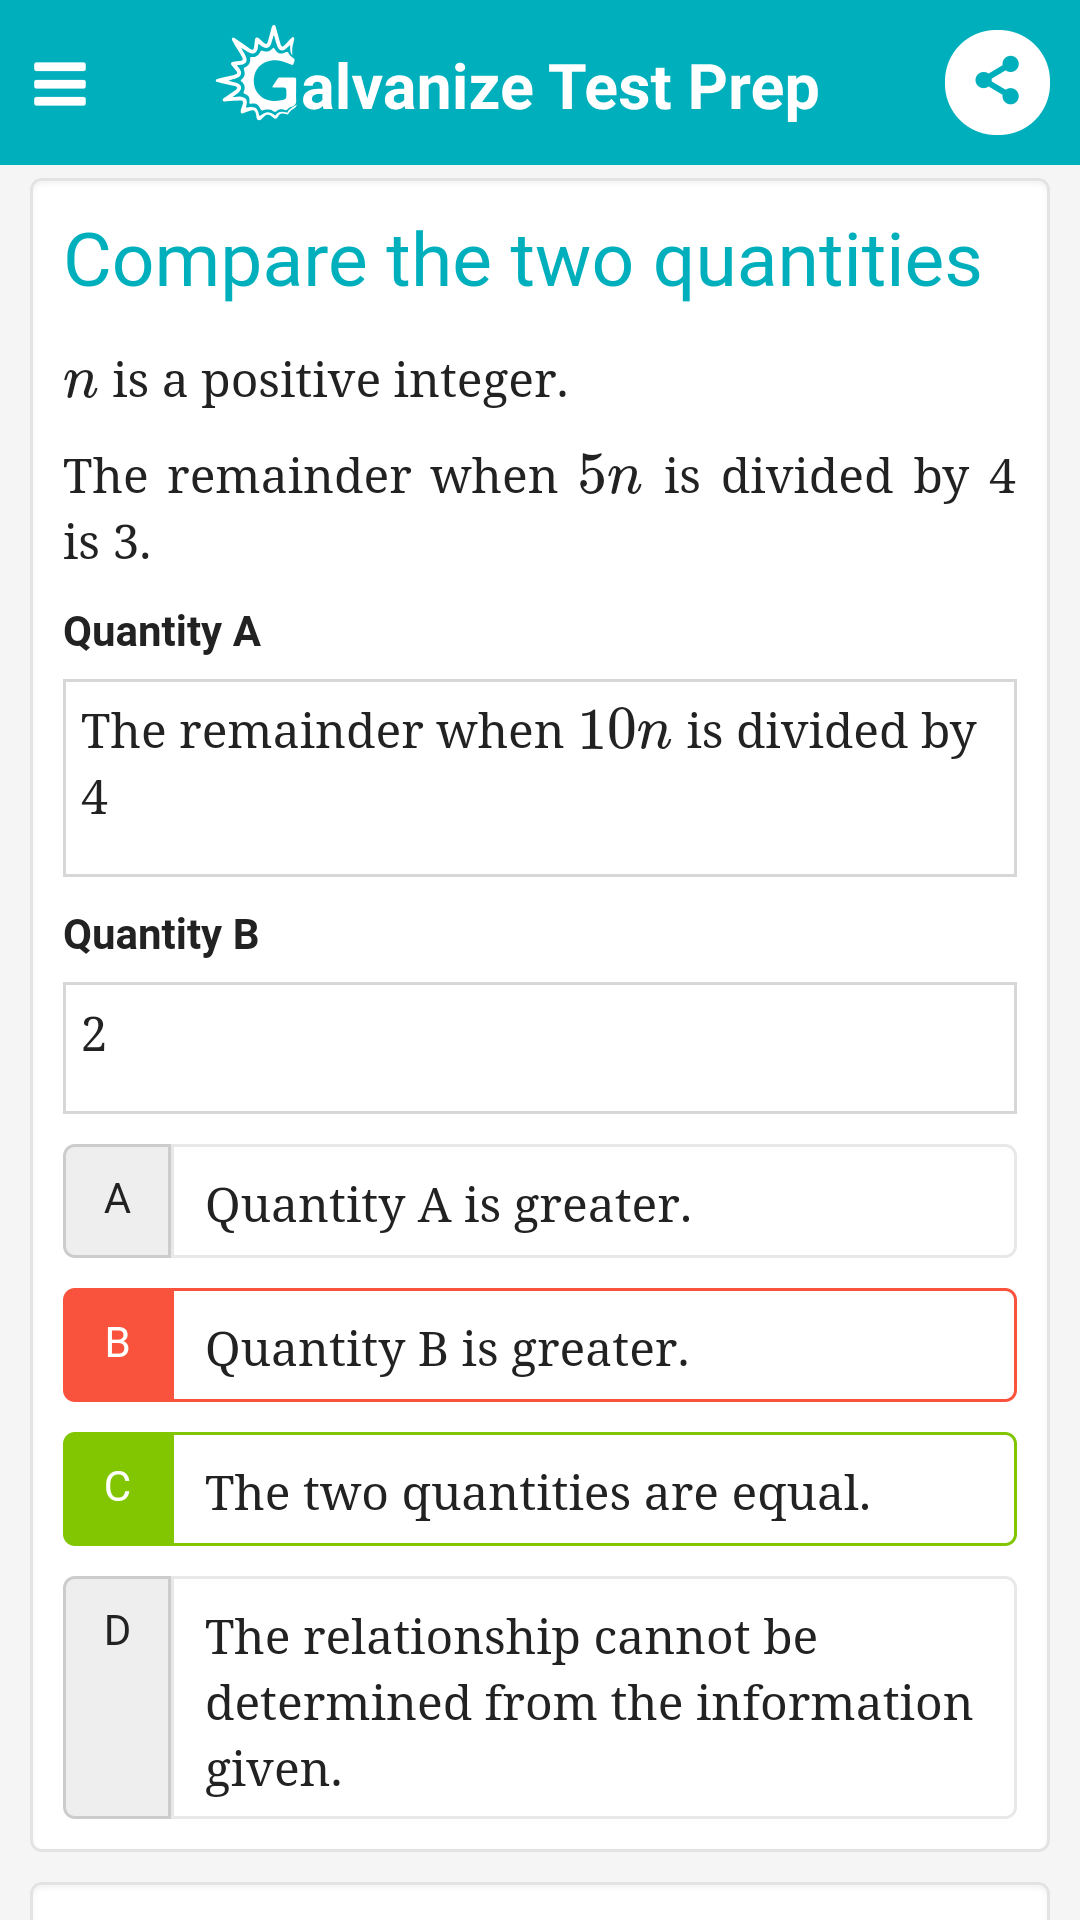 Galvanize Test Prep
Compare the two quantities
n is a positive integer.
The remainder when 5n is divided by 4
is 3.
Quantity A
The remainder when 10n is divided by
4
Quantity B
2
A Quantity A is greater.
B Quantity B is greater.
C The two quantities are equal.
D The relationship cannot be
determined from the information
given.